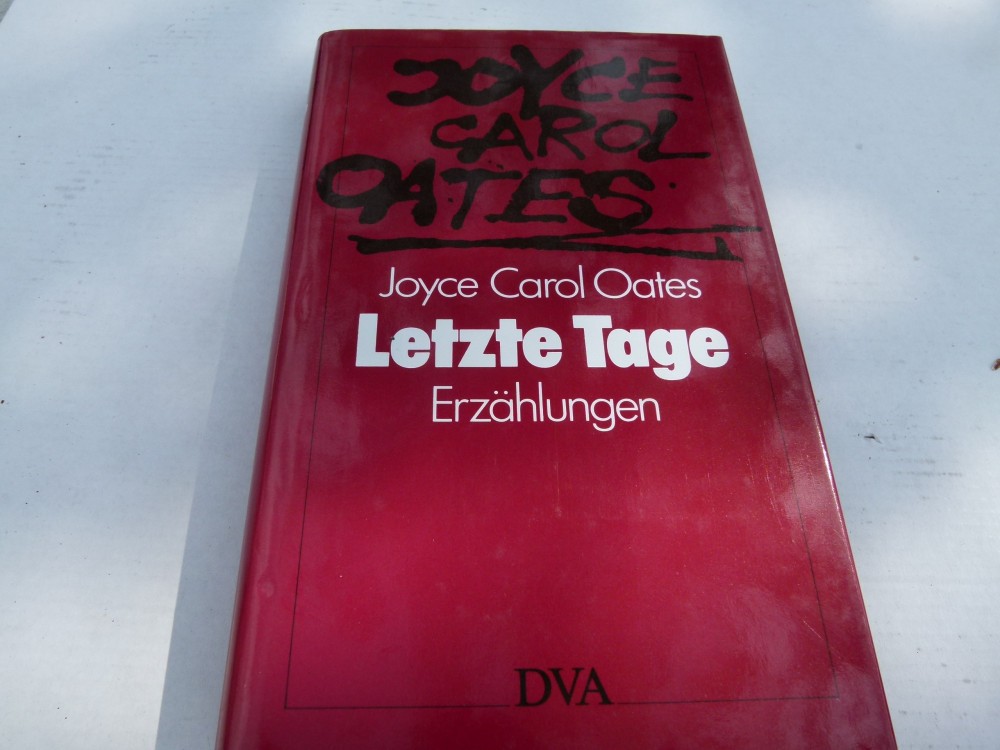 JOYCE
CAROL
OATES
Joyce Carol Oates
Letzte Tage
Erzählungen
DVA